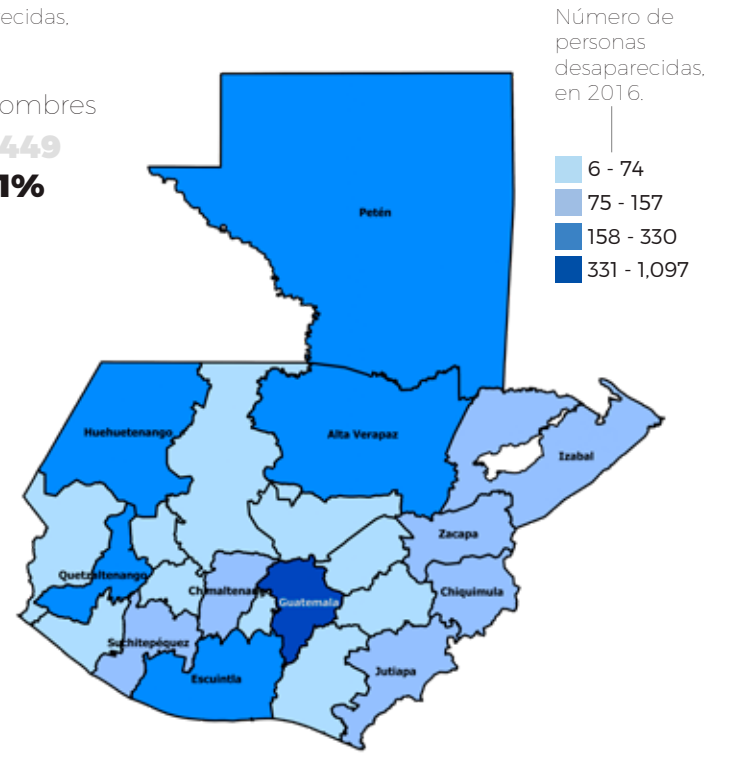 ecidas,
ombres
449
1%
Número de
personas
desaparecidas,
en 2016.
6 - 74
75 - 157
158 - 330
331 - 1,097
Petén
Huehuetenango
Alta Verapaz
Izabal
Zacapa
Quetzaltenango
Chimaltenango
Guatemala
Chiquimula
Suchitepéquez
Jutiapa
Escuintla